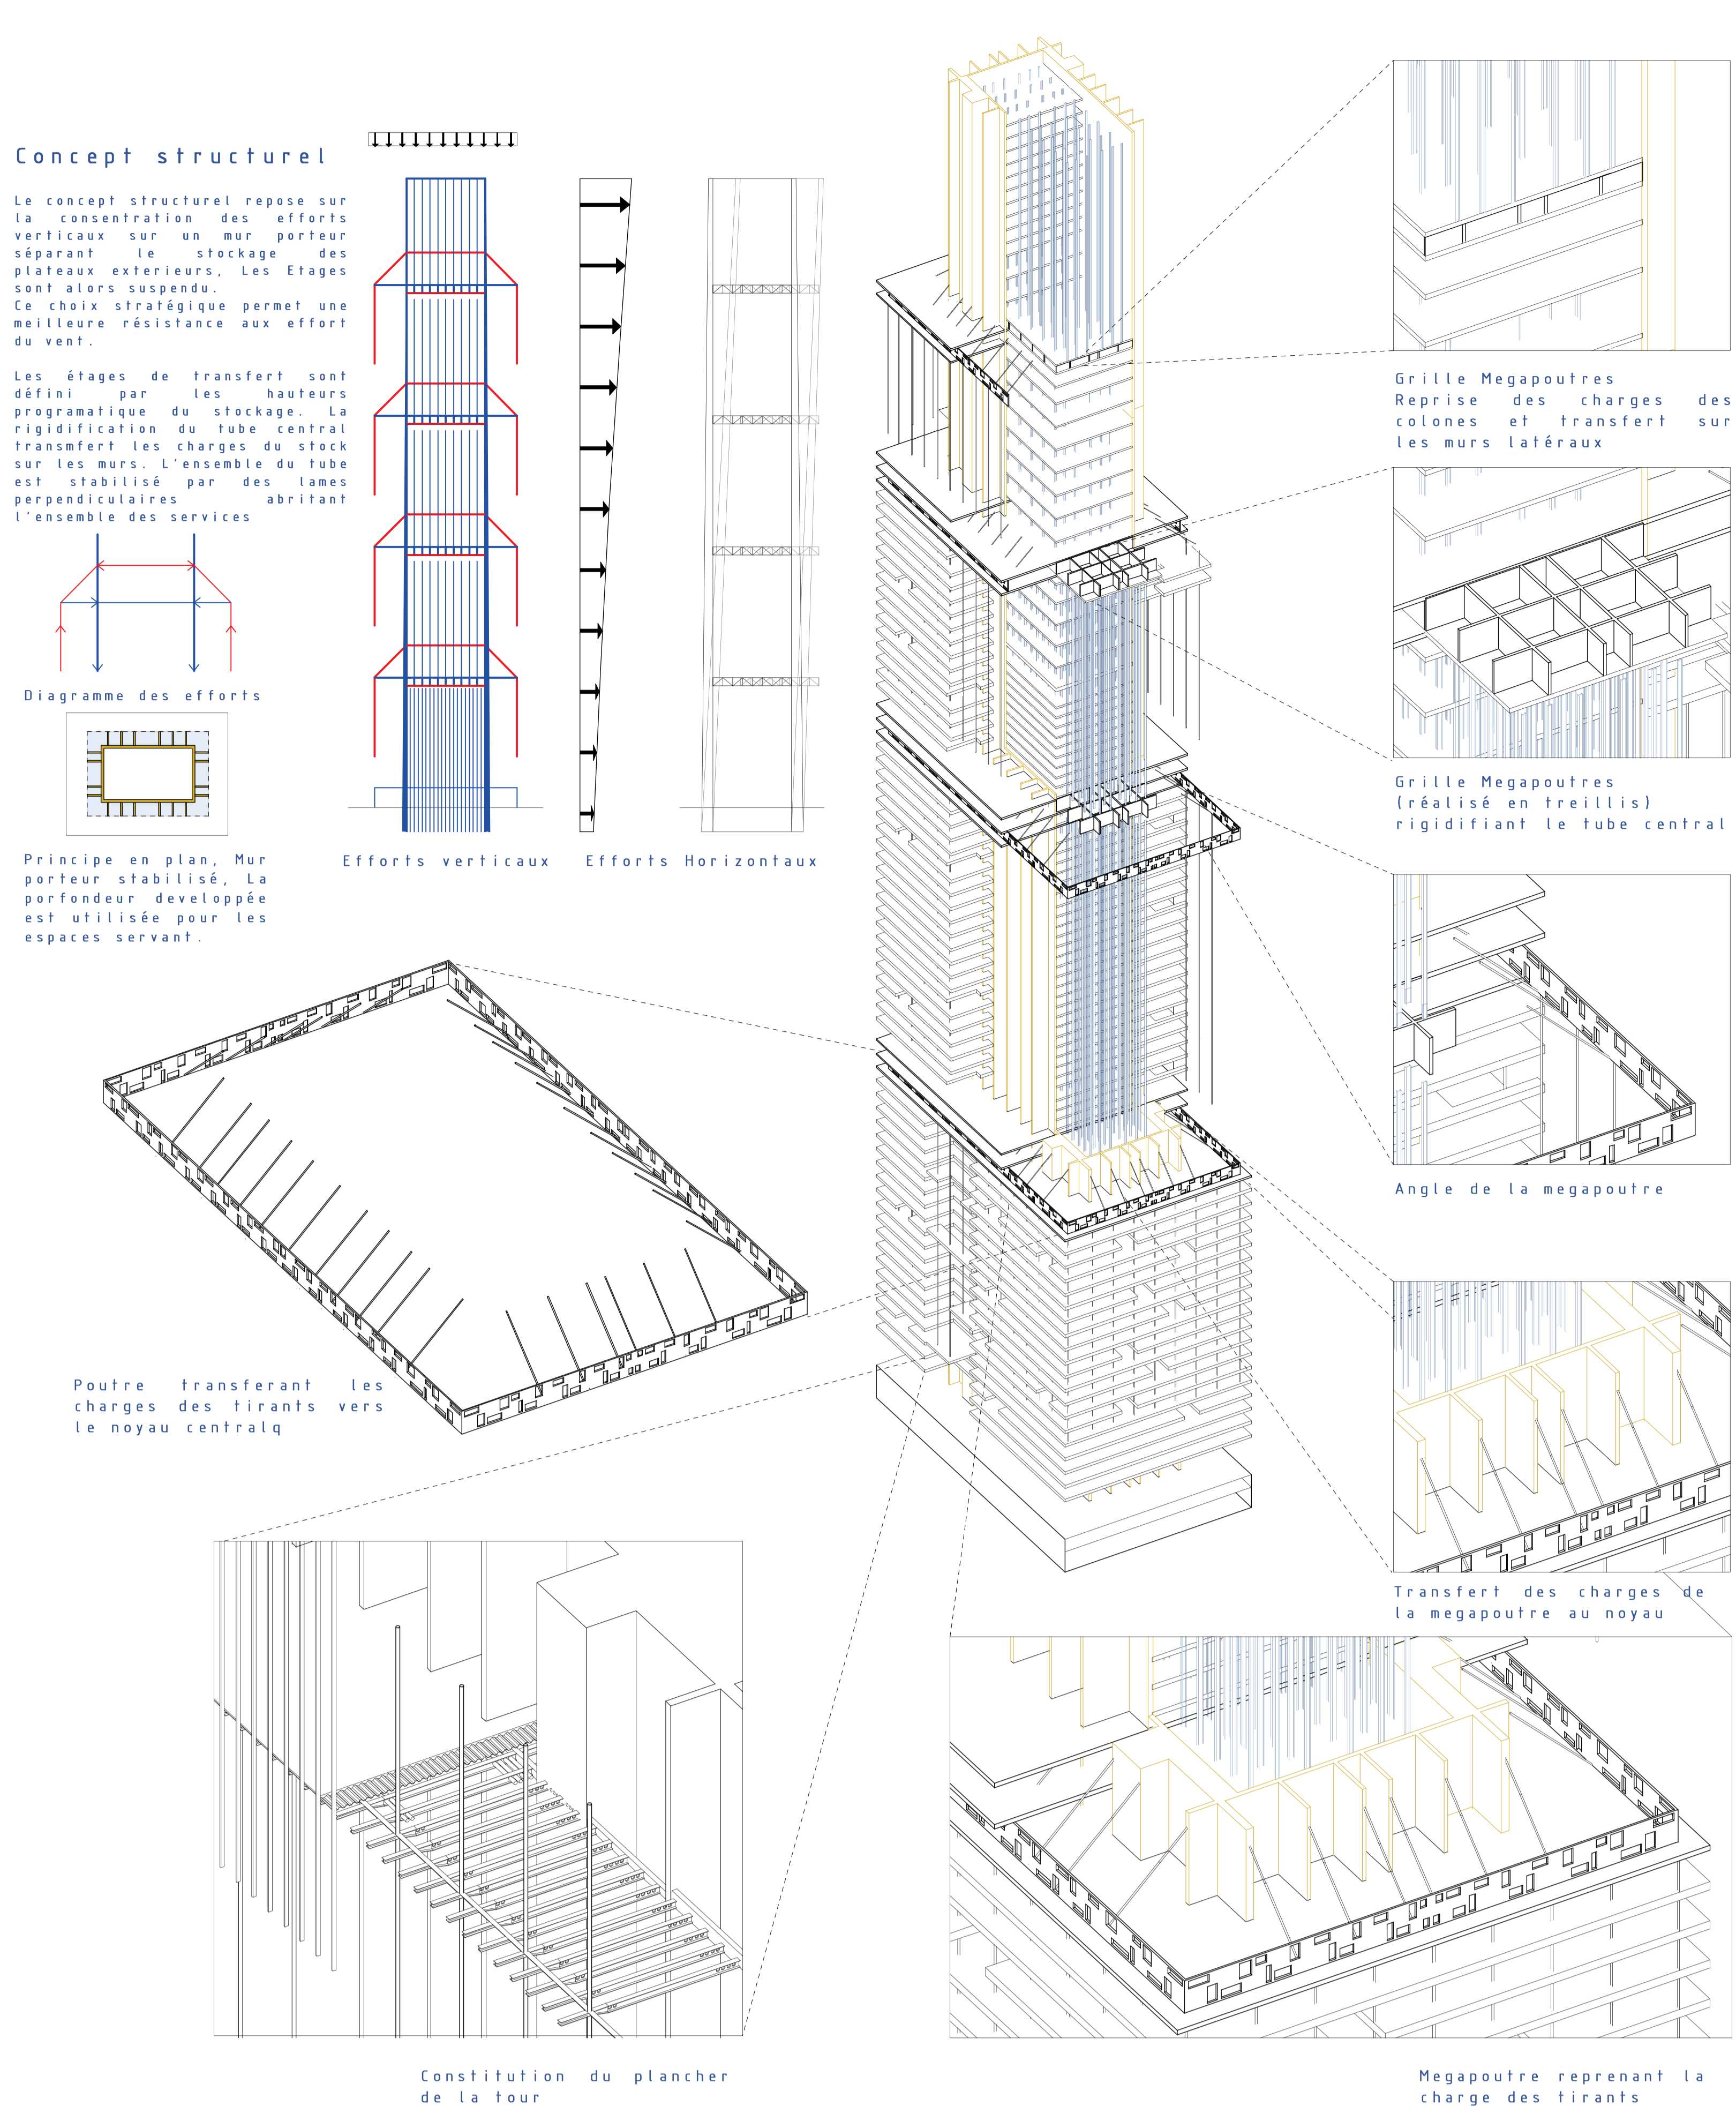 Concept structurel
Le concept structurel repose sur
la consentration des efforts
verticaux sur un mur porteur
séparant le stockage des
plateaux exterieurs, Les Etages
sont alors suspendu.
Ce choix stratégique permet une
meilleure résistance aux effort
du vent.
Les étages de transfert sont
défini par les hauteurs
programatique du stockage. La
rigidification du tube central
transmfert les charges du stock
sur les murs. L'ensemble du tube
est stabilisé par des lames
perpendiculaires abritant
l'ensemble des services
Diagramme des efforts
Principe en plan, Mur
porteur stabilisé, La
porfondeur developpée
est utilisée pour les
espaces servant.
Efforts verticaux
Efforts Horizontaux
Grille Megapoutres
Reprise des charges des
colones et transfert sur
les murs latéraux
Grille Megapoutres
(réalisé en treillis)
rigidifiant le tube central
Angle de la megapoutre
Poutre transferant les
charges des tirants vers
le noyau centralq
Transfert des charges de
la megapoutre au noyau
Constitution du plancher
de la tour
Megapoutre reprenant la
charge des tirants